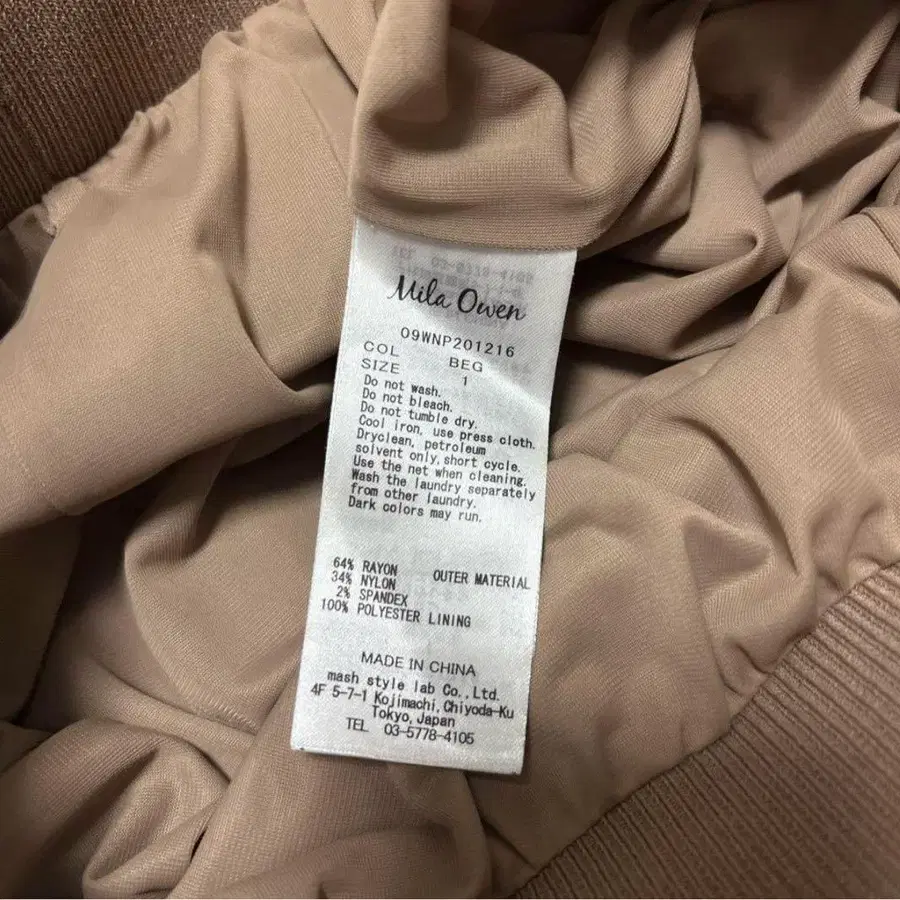 Mila Owen
09WNP201216
COL BEG
SIZE 1
Do not wash.
Do not bleach.
Do not tumble dry.
Cool iron, use press cloth.
Dryclean, petroleum
solvent only,short cycle.
Use the net when cleaning.
Wash the laundry separately
from other laundry.
Dark colors may run.
64% RAYON OUTER MATERIAL
34% NYLON
2% SPANDEX
100% POLYESTER LINING
MADE IN CHINA
mash style lab Co.,Ltd.
4F 5-7-1 Kojimachi,Chiyoda-Ku
Tokyo,Japan
TEL 03-5778-4105